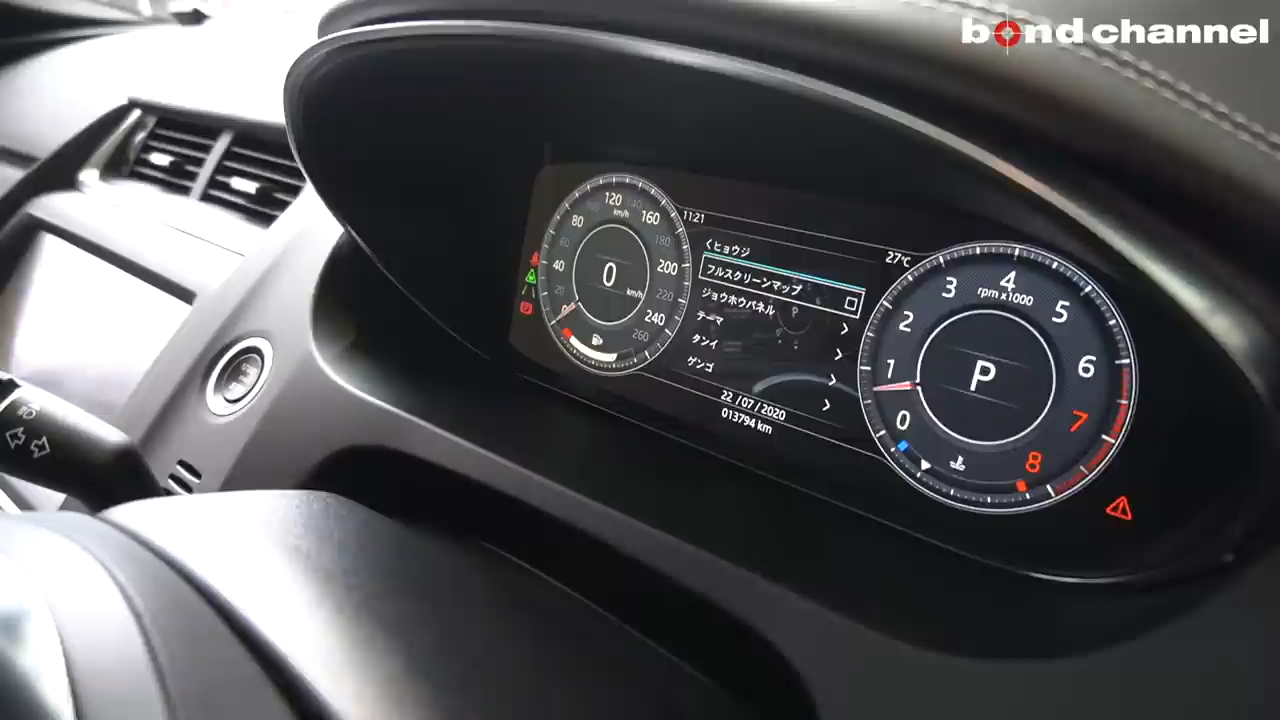 bond channel
120
140
80
km/h
160
60
180
40
0
200
20
km/h
220
240
260
11:21
27℃
くヒョウジ
フルスクリーンマップ
ジョウホウパネル
テーマ
タンイ
ゲンゴ
22 /07 / 2020
013794 km
4
3
5
rpm x1000
2
6
1
P
7
0
8